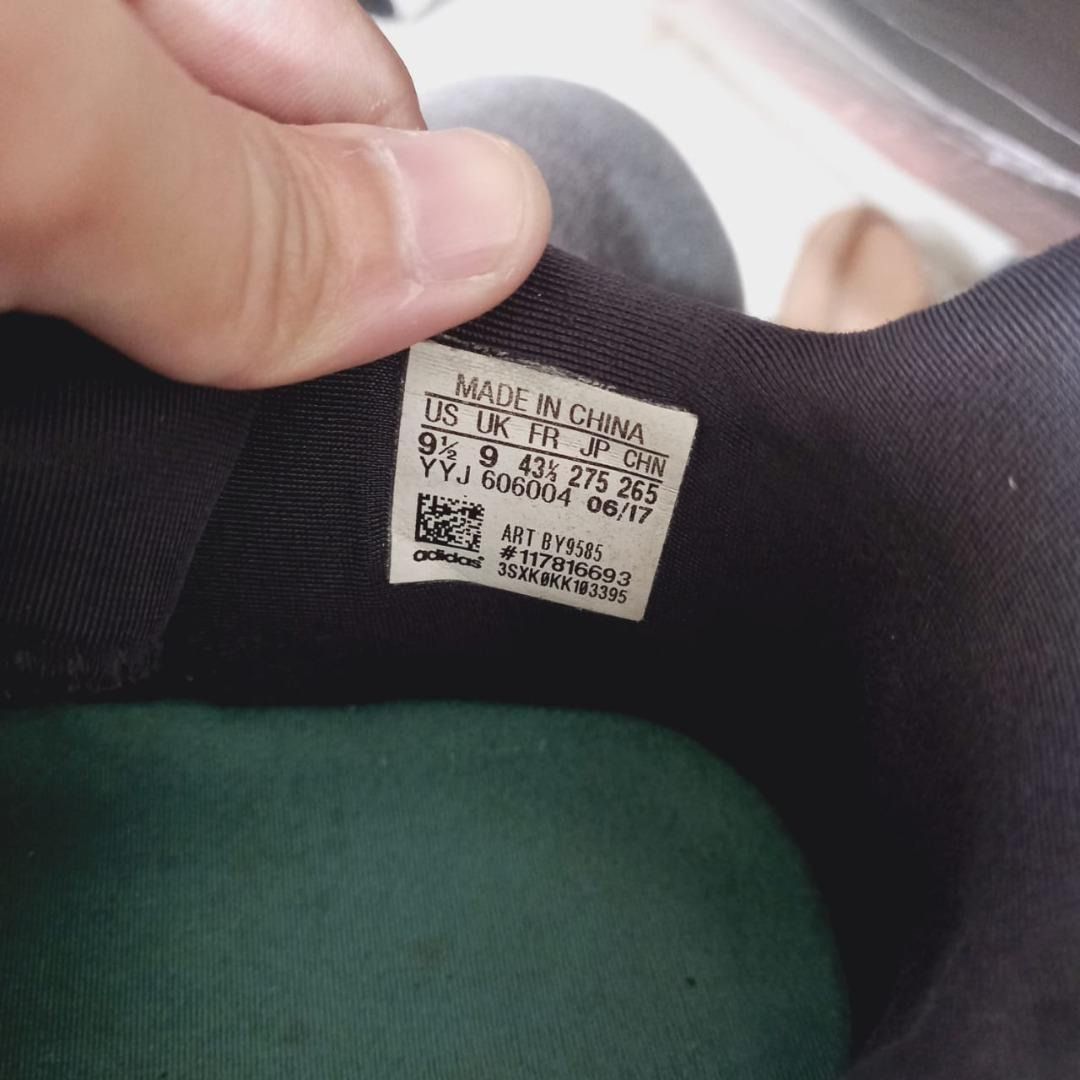 MADE IN CHINA
US UK FR JP CHN
9½ 9 43⅓ 275 265
YYJ 606004 06/17
ART BY9585
#117816693
adidas
3SXK0KK103395